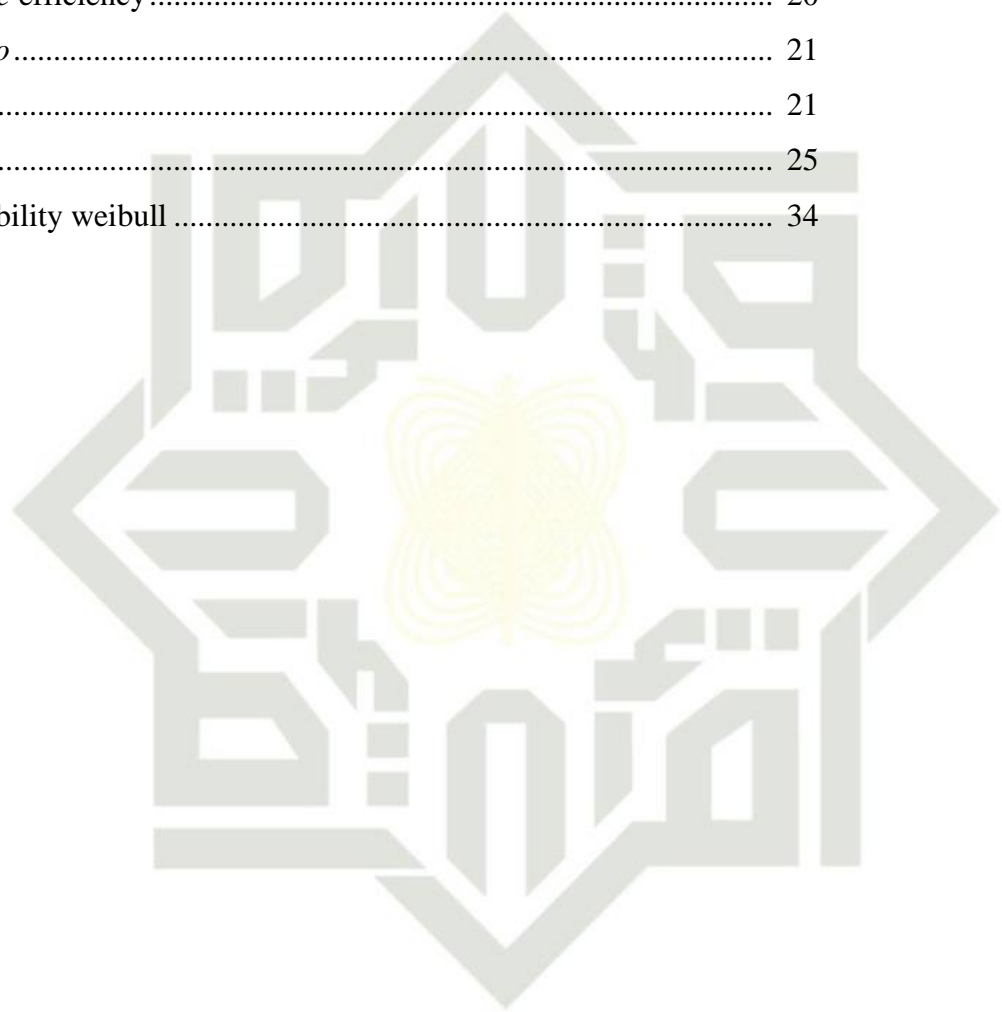 efficiency.......................................................................... 20
o............................................................................................ 21
.............................................................................................. 21
.............................................................................................. 25
bility weibull ......................................................................... 34